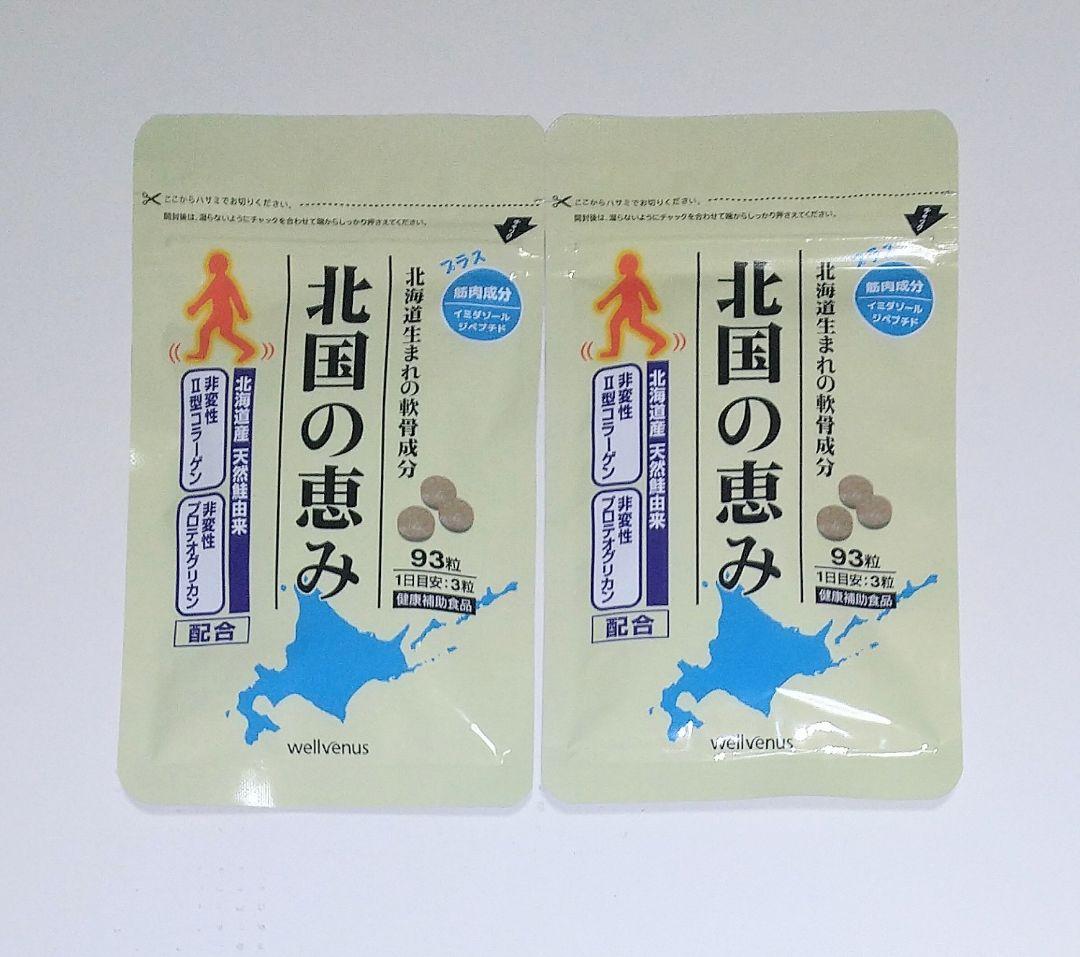 ここからハサミでお切りください。
開封後は、湿らないようにチャックを合わせて端からしっかり押さえてください。
チャック
プラス
筋肉成分
イミダゾール
ジペプチド
北海道生まれの軟骨成分
北国の恵み
北海道産 天然鮭由来
非変性
Ⅱ型コラーゲン
非変性
プロテオグリカン
配合
93粒
1日目安:3粒
健康補助食品
wellvenus
ここからハサミでお切りください。
開封後は、湿らないようにチャックを合わせて端からしっかり押さえてください。
チャック
プラス
筋肉成分
イミダゾール
ジペプチド
北海道生まれの軟骨成分
北国の恵み
北海道産 天然鮭由来
非変性
Ⅱ型コラーゲン
非変性
プロテオグリカン
配合
93粒
1日目安:3粒
健康補助食品
wellvenus